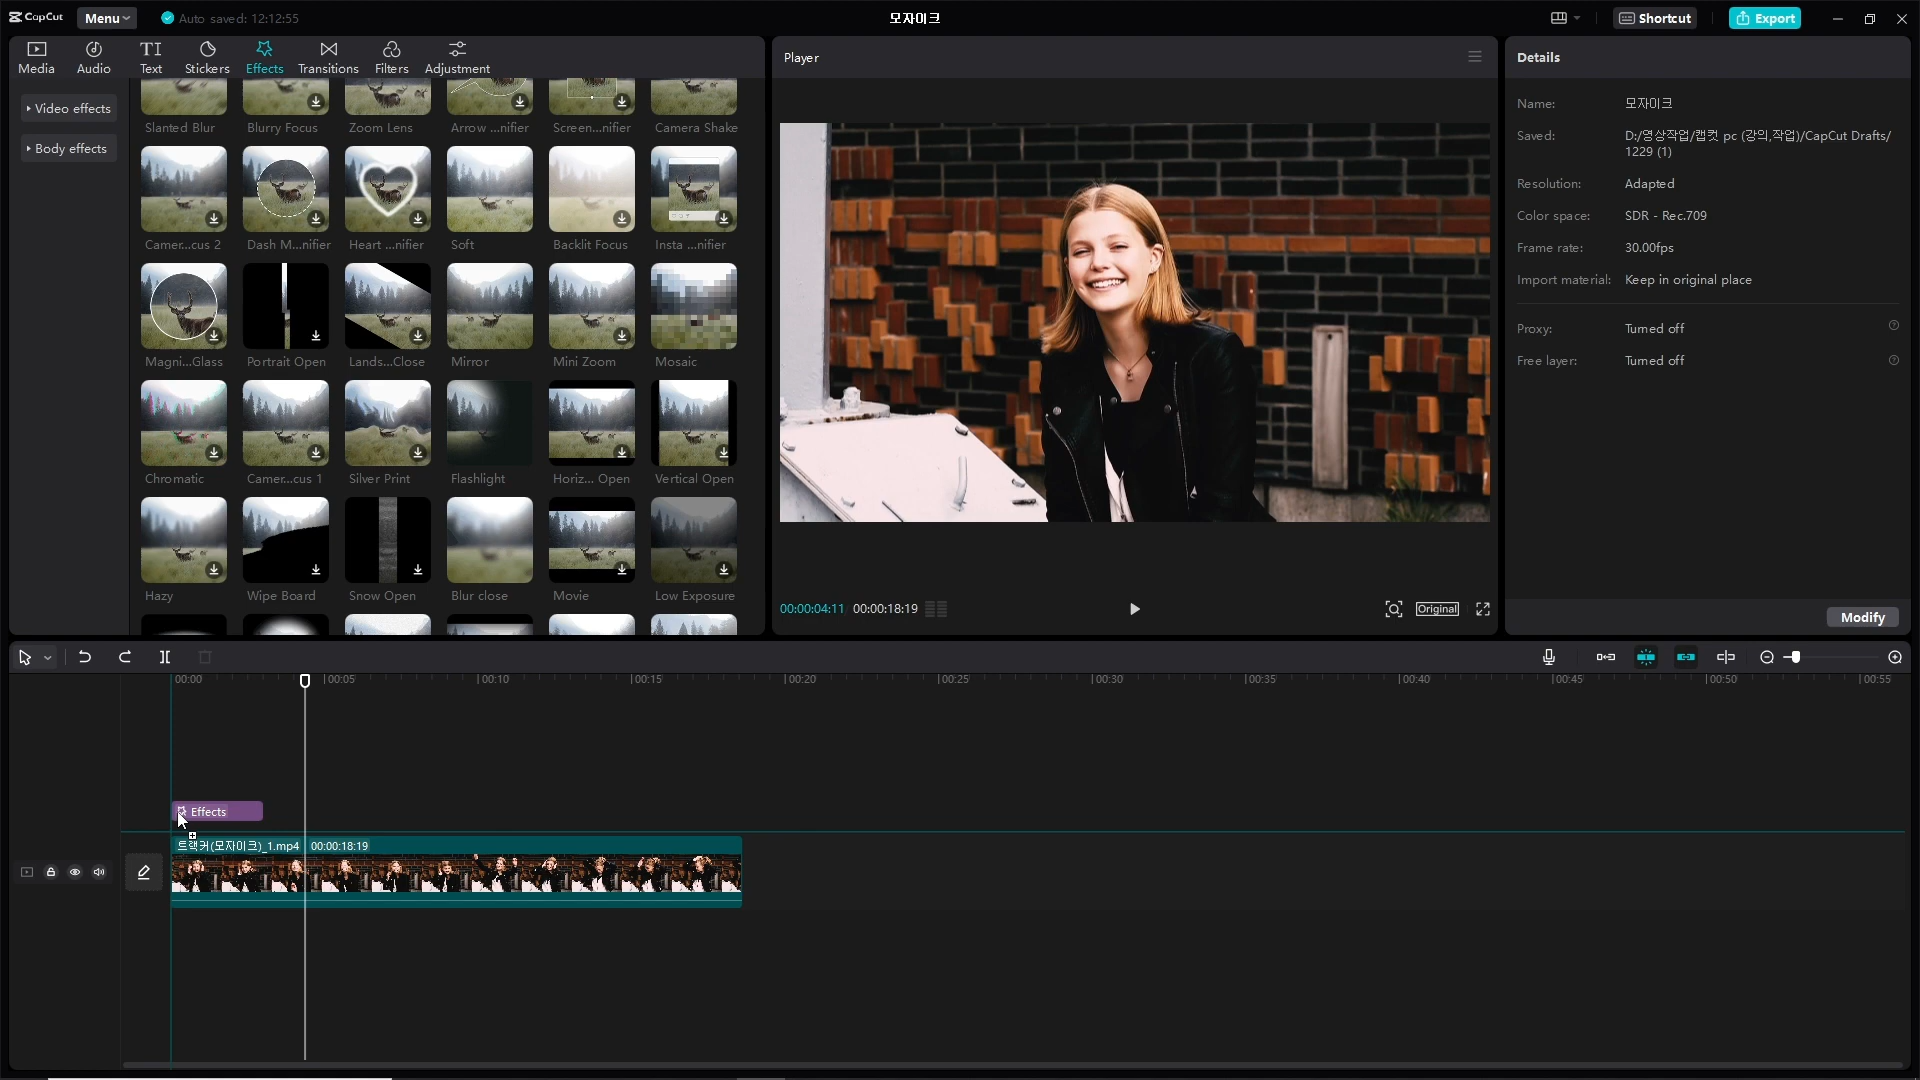 CapCut
Menu
Auto saved: 12:12:55
모자이크
Shortcut
Export
Media
Audio
TI
Text
Stickers
Effects
Transitions
Filters
Adjustment
Video effects
Body effects
Slanted Blur
Blurry Focus
Zoom Lens
Arrow ...nifier
Screen...nifier
Camera Shake
Camer...cus 2
Dash M...nifier
Heart ...nifier
Soft
Backlit Focus
Insta ...nifier
Magni...Glass
Portrait Open
Lands...Close
Mirror
Mini Zoom
Mosaic
Chromatic
Camer...cus 1
Silver Print
Flashlight
Horiz... Open
Vertical Open
Hazy
Wipe Board
Snow Open
Blur close
Movie
Low Exposure
Player
00:00:04:11
00:00:18:19
Original
Details
Name:
모자이크
Saved:
D:/영상작업/캡컷 pc (강의,작업)/CapCut Drafts/
1229 (1)
Resolution:
Adapted
Color space:
SDR - Rec.709
Frame rate:
30.00fps
Import material:
Keep in original place
Proxy:
Turned off
Free layer:
Turned off
Modify
00:00
00:05
00:10
00:15
00:20
00:25
00:30
00:35
00:40
00:45
00:50
00:55
Effects
트랙커(모자이크)_1.mp4
00:00:18:19